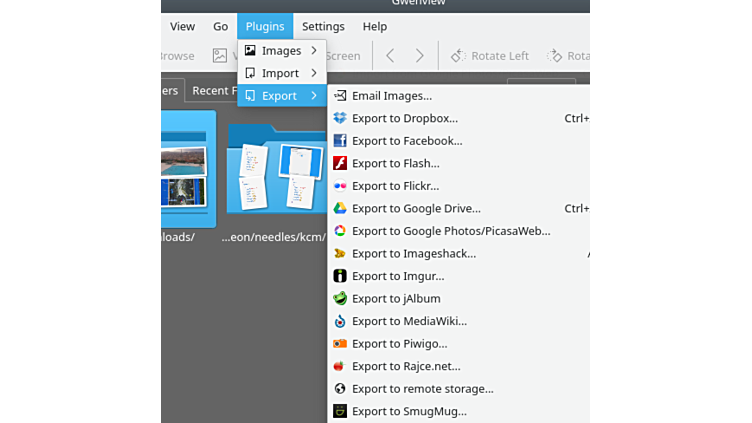 Gwenview
View Go Plugins Settings Help
Browse Screen Rotate Left
Images
Import
Export
Recent
Email Images...
Export to Dropbox... Ctrl+
Export to Facebook...
Export to Flash...
Export to Flickr...
Export to Google Drive... Ctrl+
Export to Google Photos/PicasaWeb...
...eon/needles/kcm/
Export to Imageshack...
Export to Imgur...
Export to jAlbum
Export to MediaWiki...
Export to Piwigo...
Export to Rajce.net...
Export to remote storage...
Export to SmugMug...